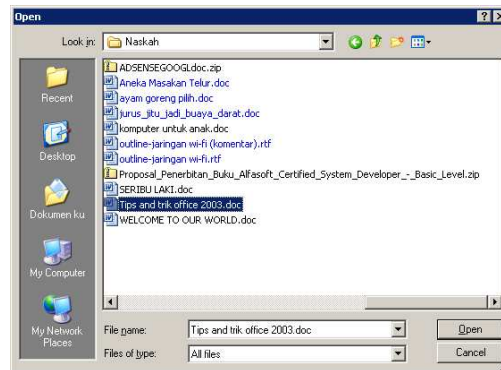 Open
Look in: Naskah
ADSENSEGOOGLdoc.zip
Aneka Masakan Telur.doc
ayam goreng pilih.doc
jurus_jitu_jadi_buaya_darat.doc
komputer untuk anak.doc
outline-jaringan wi-fi (komentar).rtf
outline-jaringan wi-fi.rtf
Proposal_Penerbitan_Buku_Alfasoft_Certified_System_Developer_-_Basic_Level.zip
SERIBU LAKI.doc
Tips and trik office 2003.doc
WELCOME TO OUR WORLD.doc
Recent
Desktop
Dokumen ku
My Computer
My Network
Places
File name: Tips and trik office 2003.doc Open
Files of type: All files Cancel